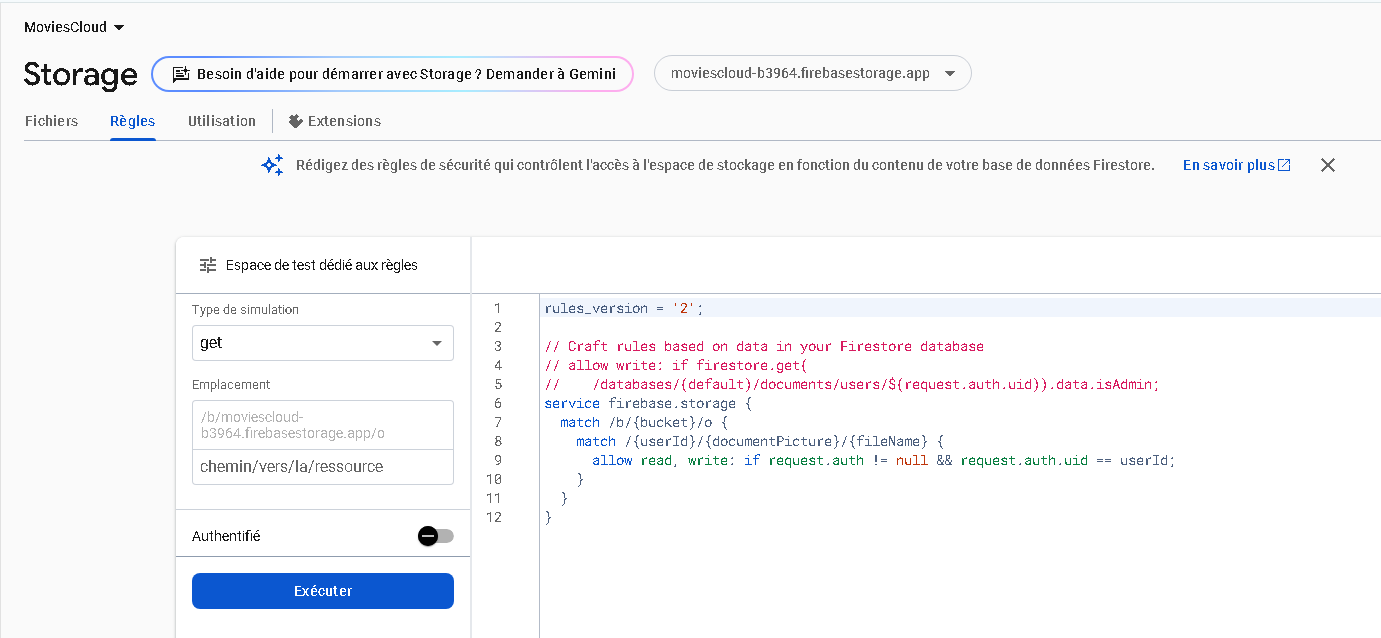 MoviesCloud
Storage
Besoin d'aide pour démarrer avec Storage ? Demander à Gemini
moviescloud-b3964.firebasestorage.app
Fichiers
Règles
Utilisation
Extensions
Rédigez des règles de sécurité qui contrôlent l'accès à l'espace de stockage en fonction du contenu de votre base de données Firestore.
En savoir plus
Espace de test dédié aux règles
Type de simulation
get
Emplacement
/b/moviescloud-
b3964.firebasestorage.app/o
chemin/vers/la/ressource
Authentifié
Exécuter
1 rules_version = '2';
2
3 // Craft rules based on data in your Firestore database
4 // allow write: if firestore.get(
5 //    /databases/(default)/documents/users/$(request.auth.uid)).data.isAdmin;
6 service firebase.storage {
7   match /b/{bucket}/o {
8     match /{userId}/{documentPicture}/{fileName} {
9       allow read, write: if request.auth != null && request.auth.uid == userId;
10     }
11   }
12 }